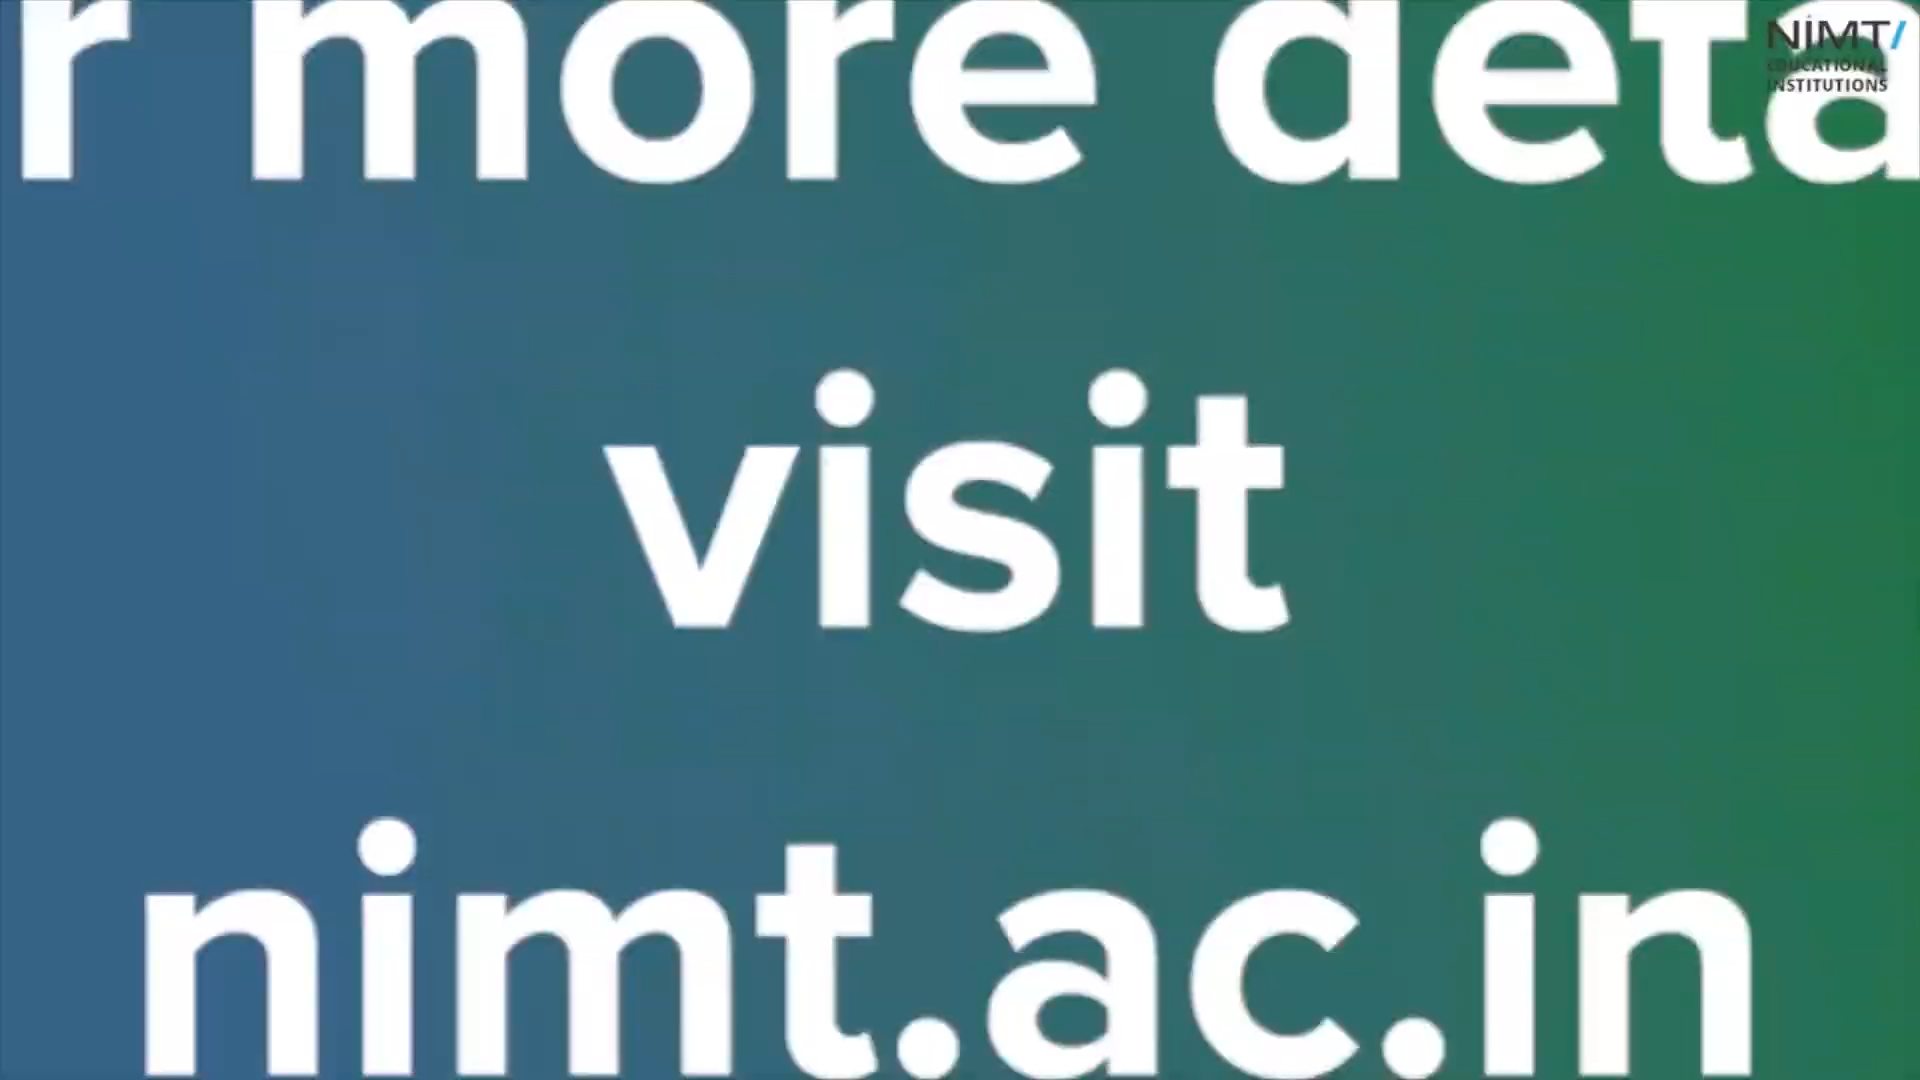 r more deta
visit
nimt.ac.in
NiMT/
EDUCATIONAL
INSTITUTIONS